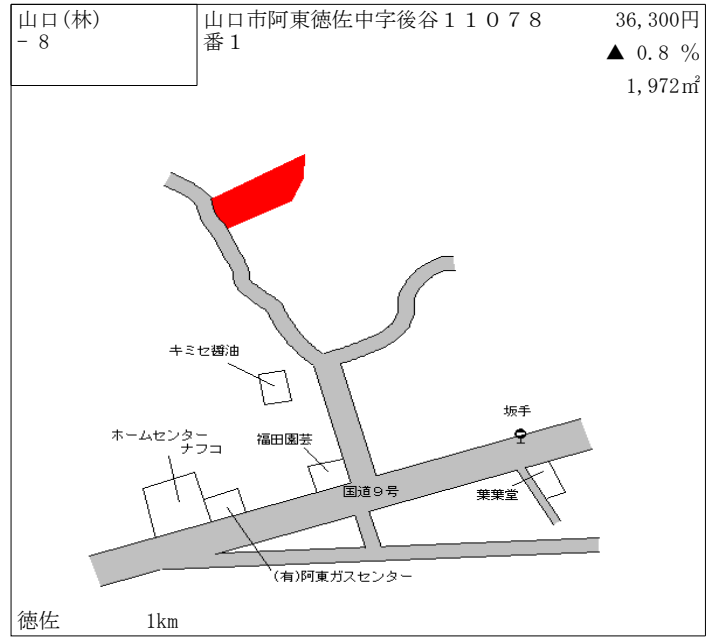 山口(林)
－８
山口市阿東徳佐中字後谷１１０７８
番１
36,300円
▲ 0.8 %
1,972㎡
キミセ醤油
坂手
ホームセンター
ナフコ
福田園芸
国道９号
葉葉堂
(有)阿東ガスセンター
徳佐 1km